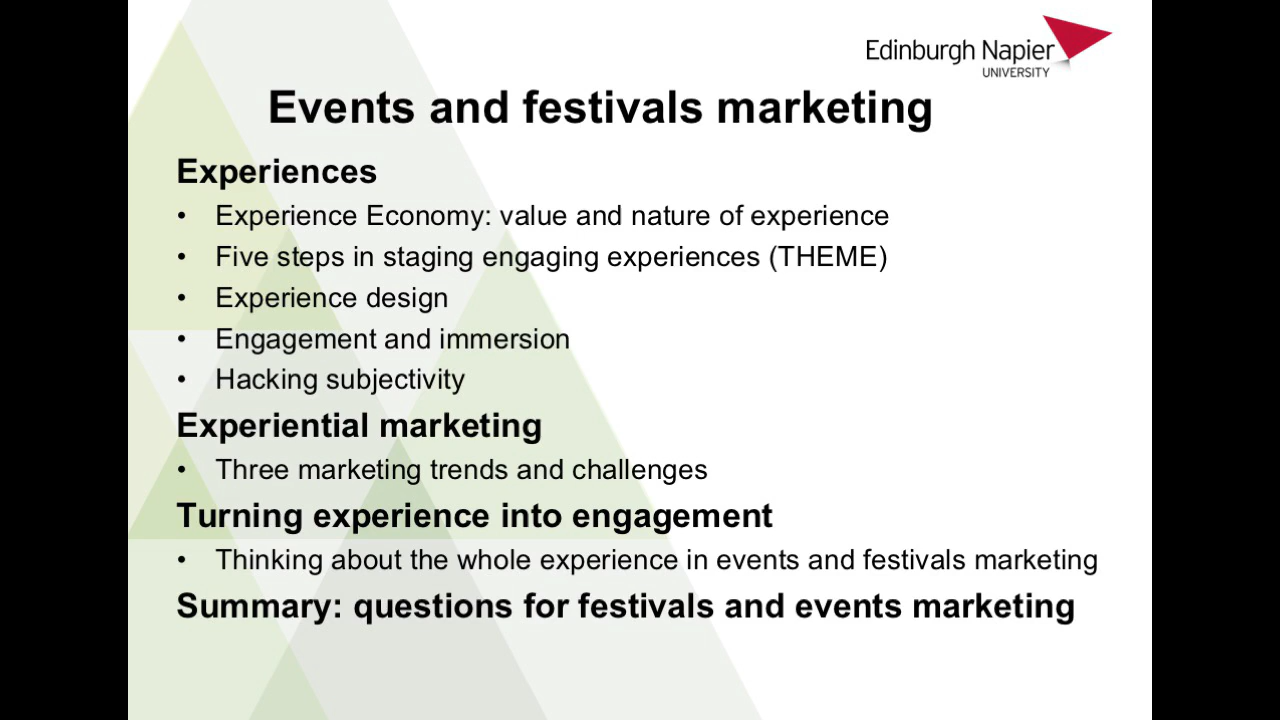 Edinburgh Napier
UNIVERSITY
Events and festivals marketing
Experiences
• Experience Economy: value and nature of experience
• Five steps in staging engaging experiences (THEME)
• Experience design
• Engagement and immersion
• Hacking subjectivity
Experiential marketing
• Three marketing trends and challenges
Turning experience into engagement
• Thinking about the whole experience in events and festivals marketing
Summary: questions for festivals and events marketing